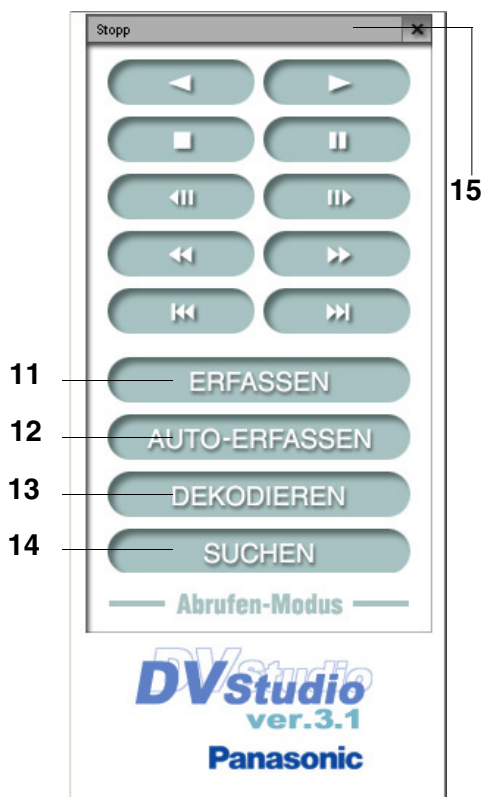 Stopp
15
11 ERFASSEN
12 AUTO-ERFASSEN
13 DEKODIEREN
14 SUCHEN
Abrufen-Modus
DVStudio
ver.3.1
Panasonic